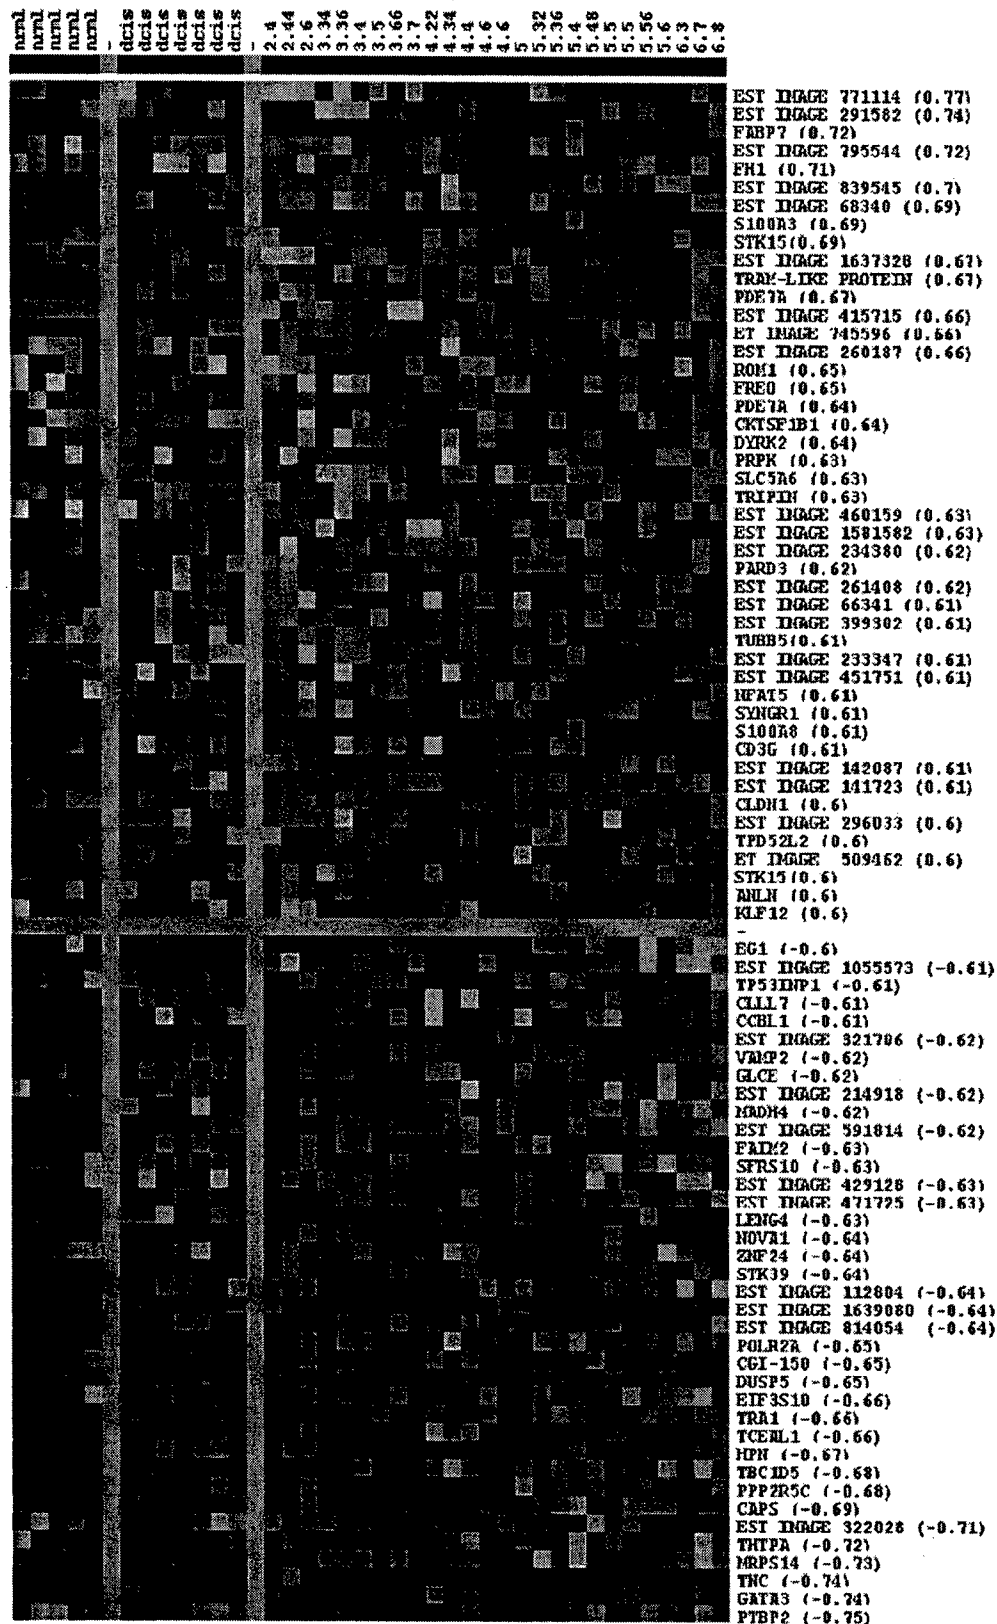 nrml
nrml
nrml
nrml
nrml
-
dcis
dcis
dcis
dcis
dcis
dcis
dcis
-
2.4
2.44
2.6
3.34
3.36
3.4
3.5
3.66
3.7
4.22
4.34
4.4
4.6
4.6
5
5.32
5.36
5.4
5.48
5.5
5.5
5.56
5.6
6.3
6.7
6.8
EST IMAGE 771114 (0.77)
EST IMAGE 291582 (0.74)
FABP7 (0.72)
EST IMAGE 795544 (0.72)
FH1 (0.71)
EST IMAGE 839545 (0.7)
EST IMAGE 68340 (0.69)
S100A3 (0.69)
STK15(0.69)
EST IMAGE 1637328 (0.67)
TRAM-LIKE PROTEIN (0.67)
PDE7A (0.67)
EST IMAGE 415715 (0.66)
ET IMAGE 745596 (0.66)
EST IMAGE 260187 (0.66)
ROM1 (0.65)
FREQ (0.65)
PDE7A (0.64)
CKTSF1B1 (0.64)
DYRK2 (0.64)
PRPK (0.63)
SLC5A6 (0.63)
TRIPIN (0.63)
EST IMAGE 460159 (0.63)
EST IMAGE 1581582 (0.63)
EST IMAGE 234380 (0.62)
PARD3 (0.62)
EST IMAGE 261408 (0.62)
EST IMAGE 66341 (0.61)
EST IMAGE 399302 (0.61)
TUBB5(0.61)
EST IMAGE 233347 (0.61)
EST IMAGE 451751 (0.61)
NFAT5 (0.61)
SYNGR1 (0.61)
S100A8 (0.61)
CD3G (0.61)
EST IMAGE 142087 (0.61)
EST IMAGE 141723 (0.61)
CLDN1 (0.6)
EST IMAGE 296033 (0.6)
TPD52L2 (0.6)
ET IMAGE 509462 (0.6)
STK15(0.6)
ANLN (0.6)
KLF12 (0.6)
-
EG1 (-0.6)
EST IMAGE 1055573 (-0.61)
TP53INP1 (-0.61)
CLLL7 (-0.61)
CCBL1 (-0.61)
EST IMAGE 321706 (-0.62)
VAMP2 (-0.62)
GLCE (-0.62)
EST IMAGE 214918 (-0.62)
MADH4 (-0.62)
EST IMAGE 591814 (-0.62)
FAIM2 (-0.63)
SFRS10 (-0.63)
EST IMAGE 429128 (-0.63)
EST IMAGE 471725 (-0.63)
LENG4 (-0.63)
NOVA1 (-0.64)
ZNF24 (-0.64)
STK39 (-0.64)
EST IMAGE 112804 (-0.64)
EST IMAGE 1639080 (-0.64)
EST IMAGE 814054 (-0.64)
POLR2A (-0.65)
CGI-150 (-0.65)
DUSP5 (-0.65)
EIF3S10 (-0.66)
TRA1 (-0.66)
TCEAL1 (-0.66)
HPN (-0.67)
TBC1D5 (-0.68)
PPP2R5C (-0.68)
CAPS (-0.69)
EST IMAGE 322028 (-0.71)
THTPA (-0.72)
MRPS14 (-0.73)
TNC (-0.74)
GATA3 (-0.74)
PTBP2 (-0.75)